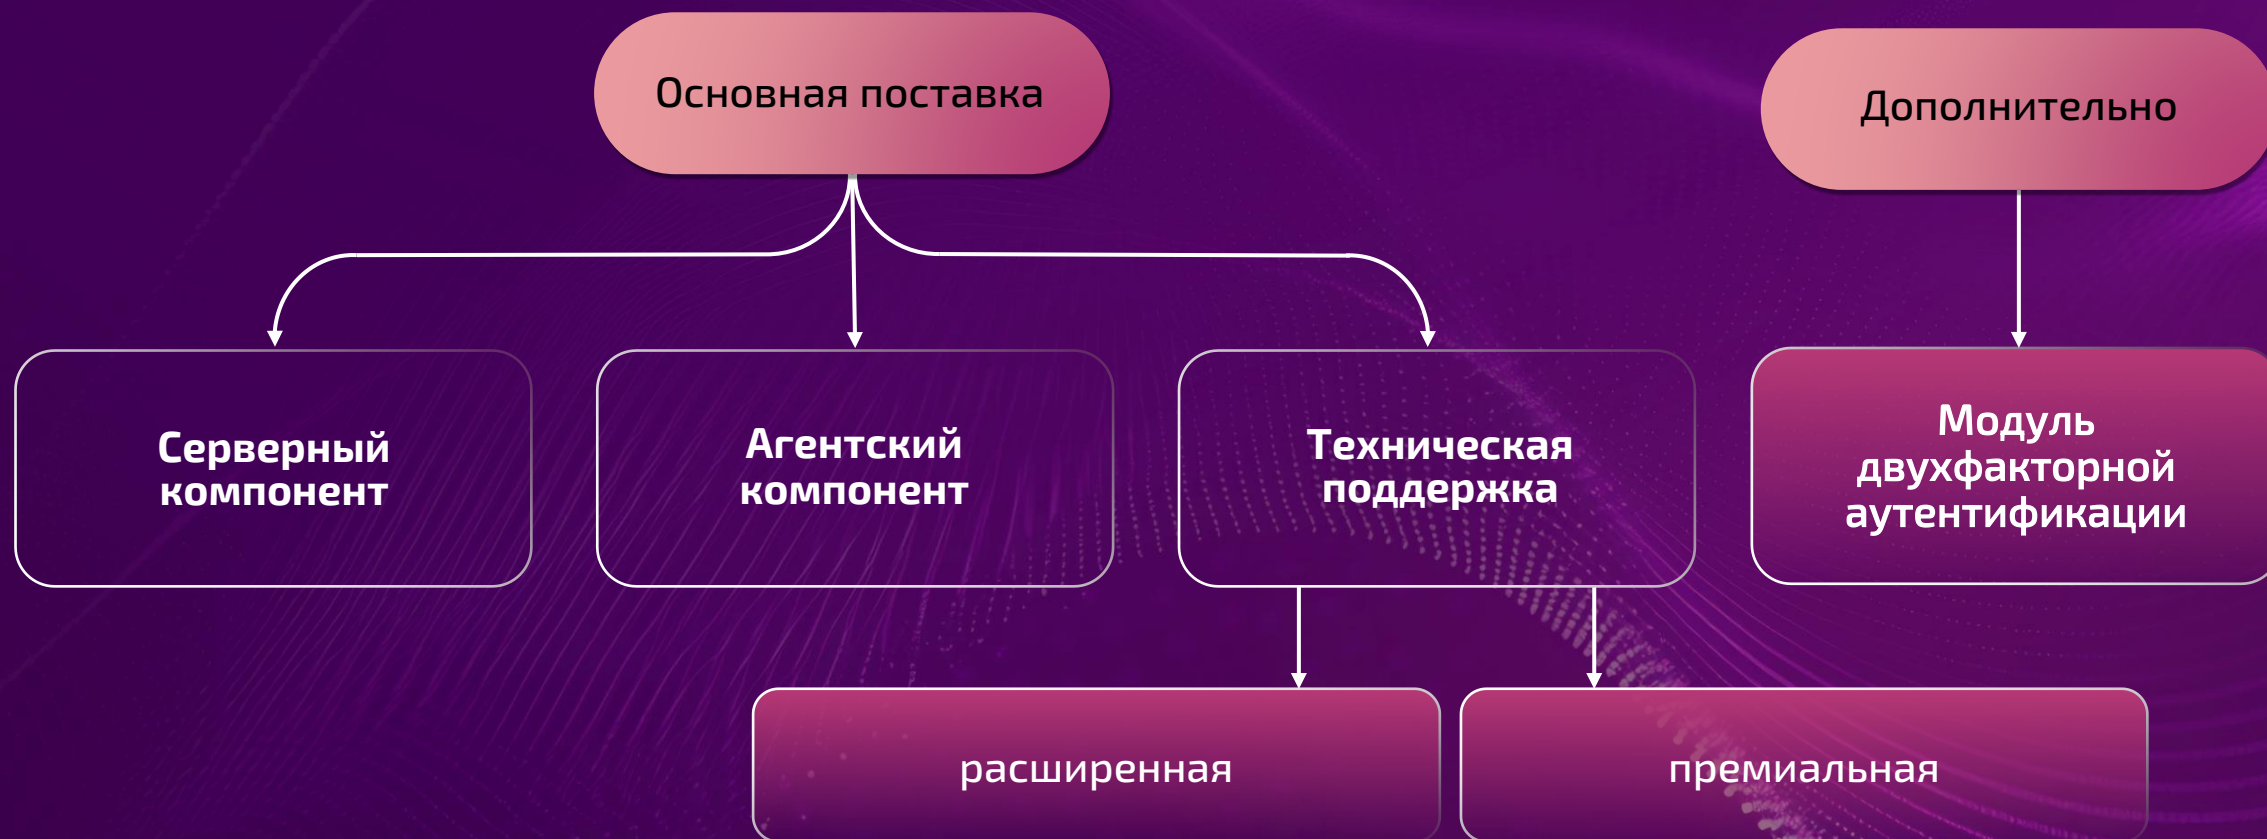 Основная поставка
Дополнительно
Серверный
компонент
Агентский
компонент
Техническая
поддержка
Модуль
двухфакторной
аутентификации
расширенная
премиальная